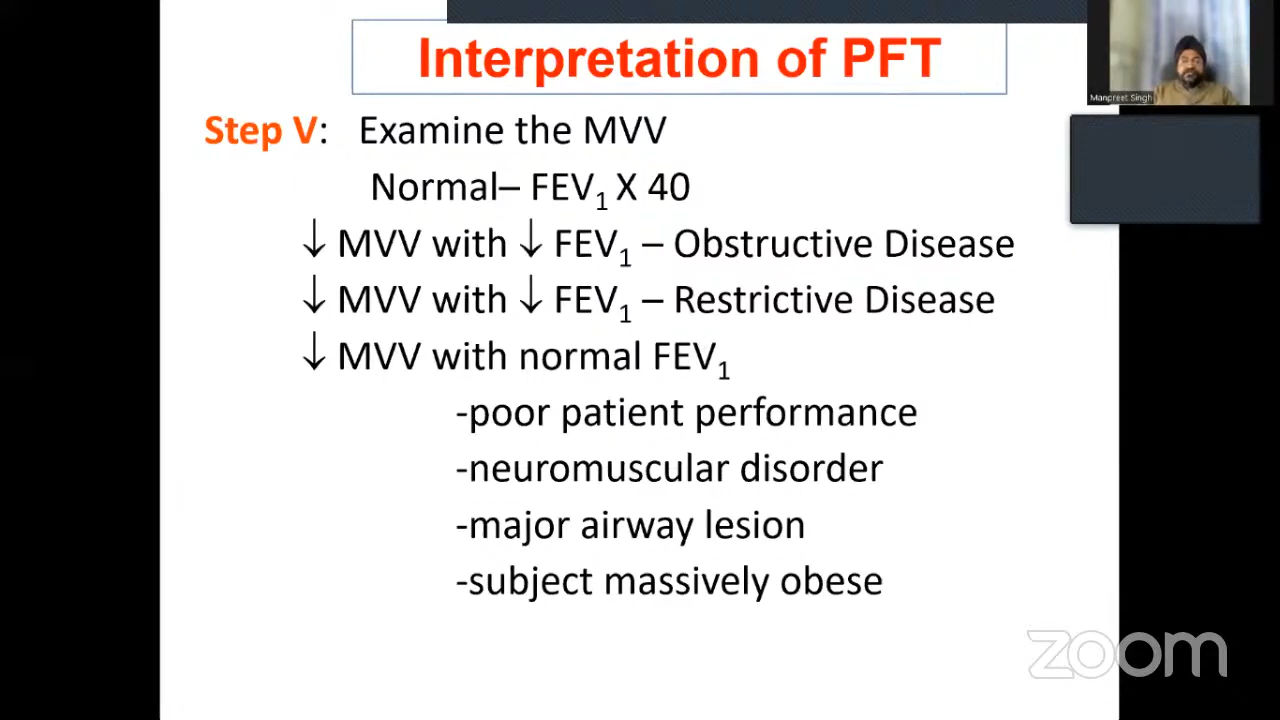 Interpretation of PFT
Manpreet Singh
Step V: Examine the MVV
Normal– FEV₁ X 40
↓ MVV with ↓ FEV₁ – Obstructive Disease
↓ MVV with ↓ FEV₁ – Restrictive Disease
↓ MVV with normal FEV₁
-poor patient performance
-neuromuscular disorder
-major airway lesion
-subject massively obese
zoom